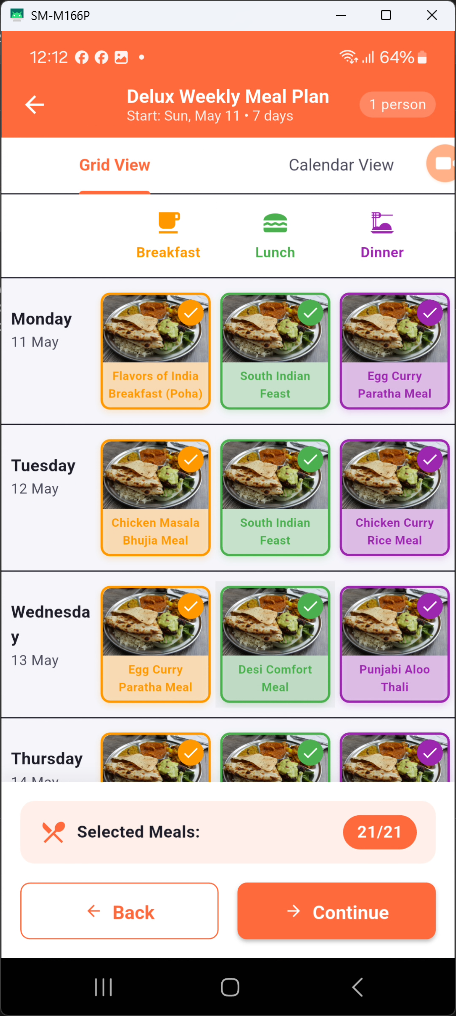 SM-M166P
12:12
64%
Delux Weekly Meal Plan
Start: Sun, May 11 • 7 days
1 person
Grid View
Calendar View
Breakfast
Lunch
Dinner
Monday
11 May
Flavors of India
Breakfast (Poha)
South Indian
Feast
Egg Curry
Paratha Meal
Tuesday
12 May
Chicken Masala
Bhujia Meal
South Indian
Feast
Chicken Curry
Rice Meal
Wednesda
y
13 May
Egg Curry
Paratha Meal
Desi Comfort
Meal
Punjabi Aloo
Thali
Thursday
14 May
Selected Meals:
21/21
Back
Continue